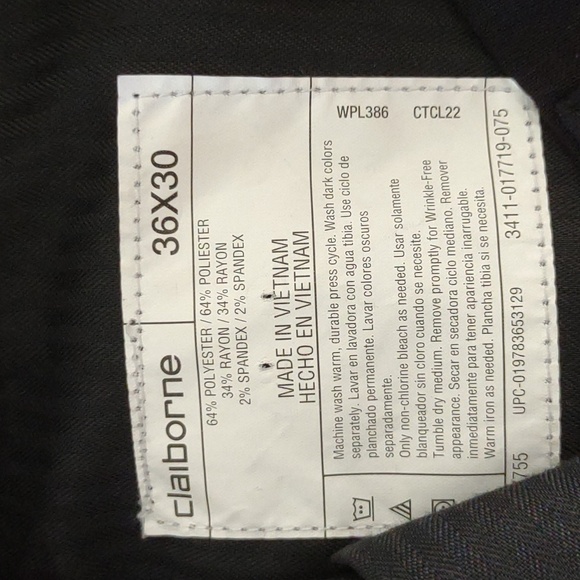 claiborne
36X30
64% POLYESTER / 64% POLIESTER
34% RAYON / 34% RAYON
2% SPANDEX / 2% SPANDEX
MADE IN VIETNAM
HECHO EN VIETNAM
WPL386 CTCL22
Machine wash warm, durable press cycle. Wash dark colors
separately. Lavar en lavadora con agua tibia. Use ciclo de
planchado permanente. Lavar colores oscuros
separadamente.
Only non-chlorine bleach as needed. Usar solamente
blanqueador sin cloro cuando se necesite.
Tumble dry medium. Remove promptly for Wrinkle-Free
appearance. Secar en secadora ciclo mediano. Remover
inmediatamente para tener apariencia inarrugable.
Warm iron as needed. Plancha tibia si se necesita.
755 UPC-019783653129 3411-017719-075